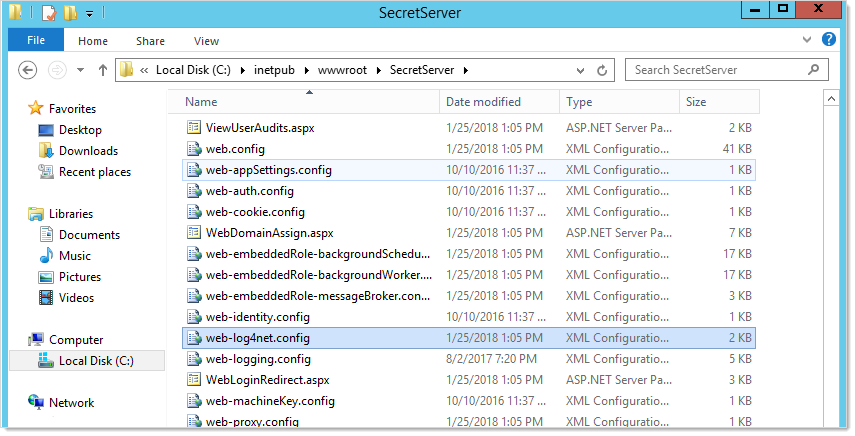 SecretServer
File Home Share View
Local Disk (C:) inetpub wwwroot SecretServer Search SecretServer
Name Date modified Type Size
Favorites
Desktop
Downloads
Recent places
Libraries
Documents
Music
Pictures
Videos
Computer
Local Disk (C:)
Network
ViewUserAudits.aspx 1/25/2018 1:05 PM ASP.NET Server Pa... 2 KB
web.config 1/25/2018 1:05 PM XML Configuratio... 41 KB
web-appSettings.config 10/10/2016 11:37 ... XML Configuratio... 1 KB
web-auth.config 10/10/2016 11:37 ... XML Configuratio... 1 KB
web-cookie.config 10/10/2016 11:37 ... XML Configuratio... 1 KB
WebDomainAssign.aspx 1/25/2018 1:05 PM ASP.NET Server Pa... 7 KB
web-embeddedRole-backgroundSchedu... 1/25/2018 1:05 PM XML Configuratio... 17 KB
web-embeddedRole-backgroundWorker.... 1/25/2018 1:05 PM XML Configuratio... 17 KB
web-embeddedRole-messageBroker.con... 1/25/2018 1:05 PM XML Configuratio... 3 KB
web-identity.config 10/10/2016 11:37 ... XML Configuratio... 1 KB
web-log4net.config 1/25/2018 1:05 PM XML Configuratio... 2 KB
web-logging.config 8/2/2017 7:20 PM XML Configuratio... 5 KB
WebLoginRedirect.aspx 1/25/2018 1:05 PM ASP.NET Server Pa... 3 KB
web-machineKey.config 10/10/2016 11:37 ... XML Configuratio... 1 KB
web-proxy.config 1/25/2018 1:05 PM XML Configuratio... 1 KB